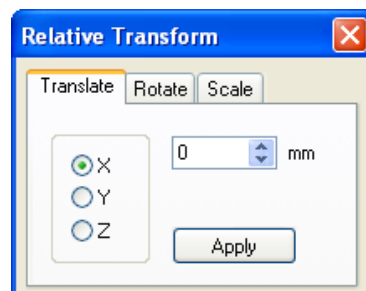 Relative Transform
Translate Rotate Scale
X 0 mm
Y
Z Apply